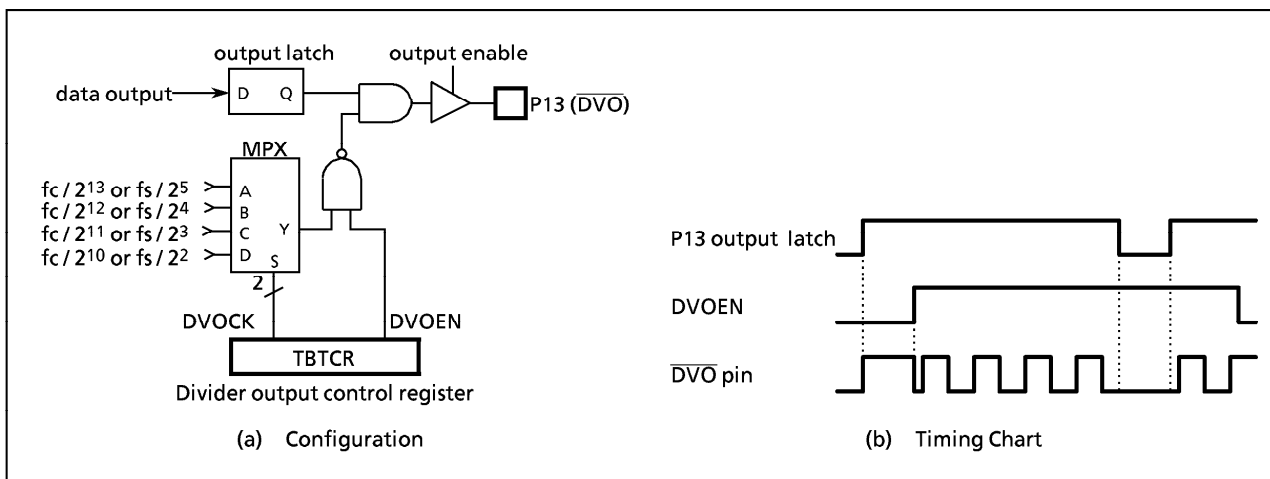 output latch
output enable
data output
D Q
P13 (DVO)
MPX
fc / 2¹³ or fs / 2⁵
fc / 2¹² or fs / 2⁴
fc / 2¹¹ or fs / 2³
fc / 2¹⁰ or fs / 2²
A
B
C
D
Y
S
2
DVOCK
DVOEN
TBTCR
Divider output control register
(a) Configuration
P13 output latch
DVOEN
DVO pin
(b) Timing Chart